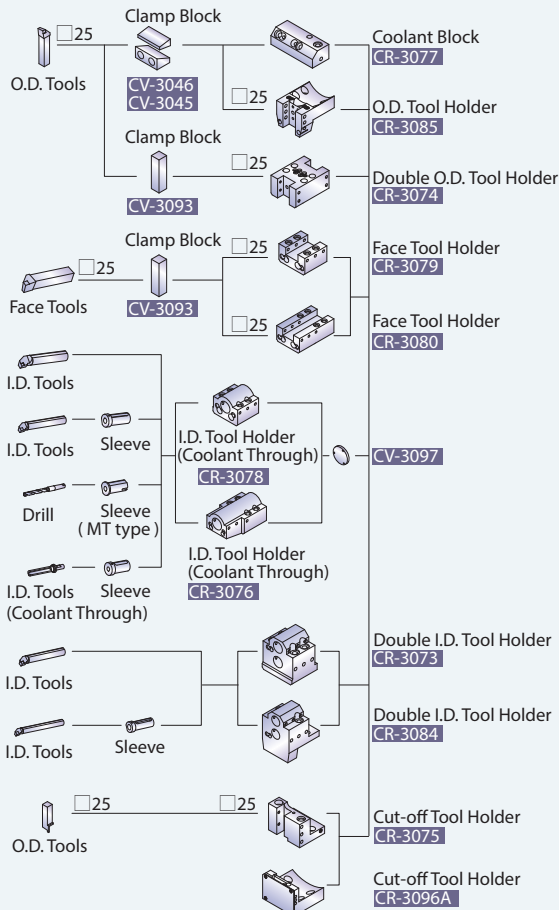 Clamp Block
□25
O.D. Tools
CV-3046
CV-3045
Coolant Block
CR-3077
□25
O.D. Tool Holder
CR-3085
Clamp Block
CV-3093
□25
Double O.D. Tool Holder
CR-3074
Clamp Block
□25
Face Tools
CV-3093
□25
Face Tool Holder
CR-3079
□25
Face Tool Holder
CR-3080
I.D. Tools
I.D. Tools
Sleeve
Drill
Sleeve
( MT type )
I.D. Tools
(Coolant Through)
Sleeve
I.D. Tool Holder
(Coolant Through)
CR-3078
I.D. Tool Holder
(Coolant Through)
CR-3076
CV-3097
I.D. Tools
I.D. Tools
Sleeve
Double I.D. Tool Holder
CR-3073
Double I.D. Tool Holder
CR-3084
□25
□25
O.D. Tools
Cut-off Tool Holder
CR-3075
Cut-off Tool Holder
CR-3096A